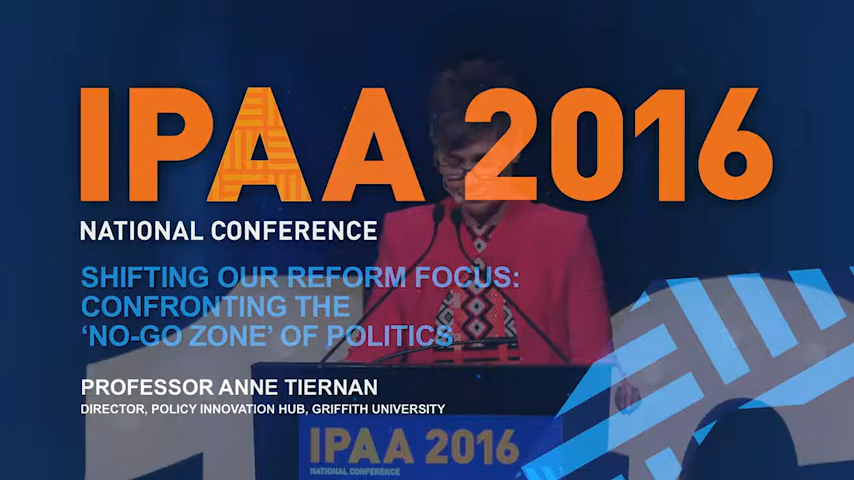 IPAA 2016
NATIONAL CONFERENCE
SHIFTING OUR REFORM FOCUS:
CONFRONTING THE
‘NO-GO ZONE’ OF POLITICS
PROFESSOR ANNE TIERNAN
DIRECTOR, POLICY INNOVATION HUB, GRIFFITH UNIVERSITY
IPAA 2016
NATIONAL CONFERENCE